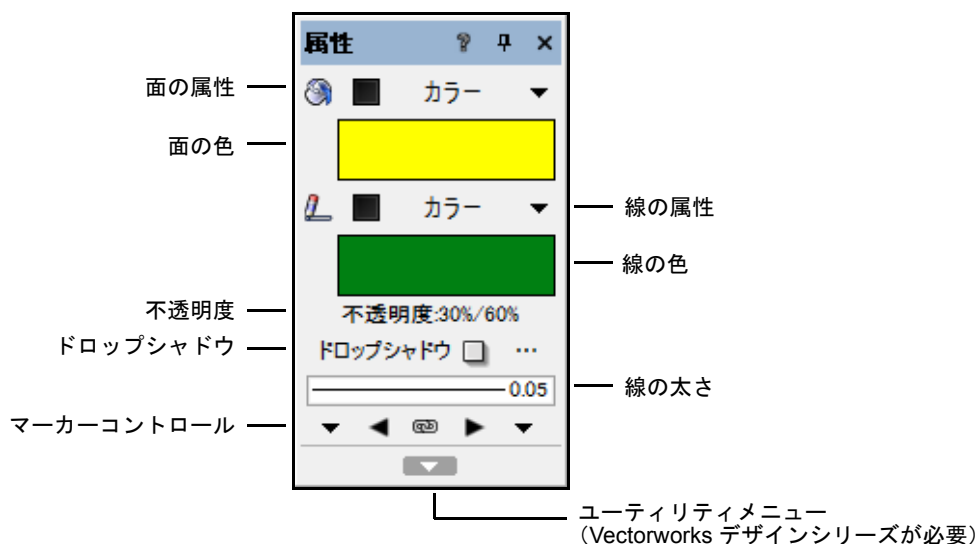 属性
面の属性
カラー
面の色
カラー
線の属性
線の色
不透明度
不透明度:30%/60%
ドロップシャドウ
ドロップシャドウ ...
0.05
線の太さ
マーカーコントロール
ユーティリティメニュー
（Vectorworks デザインシリーズが必要）